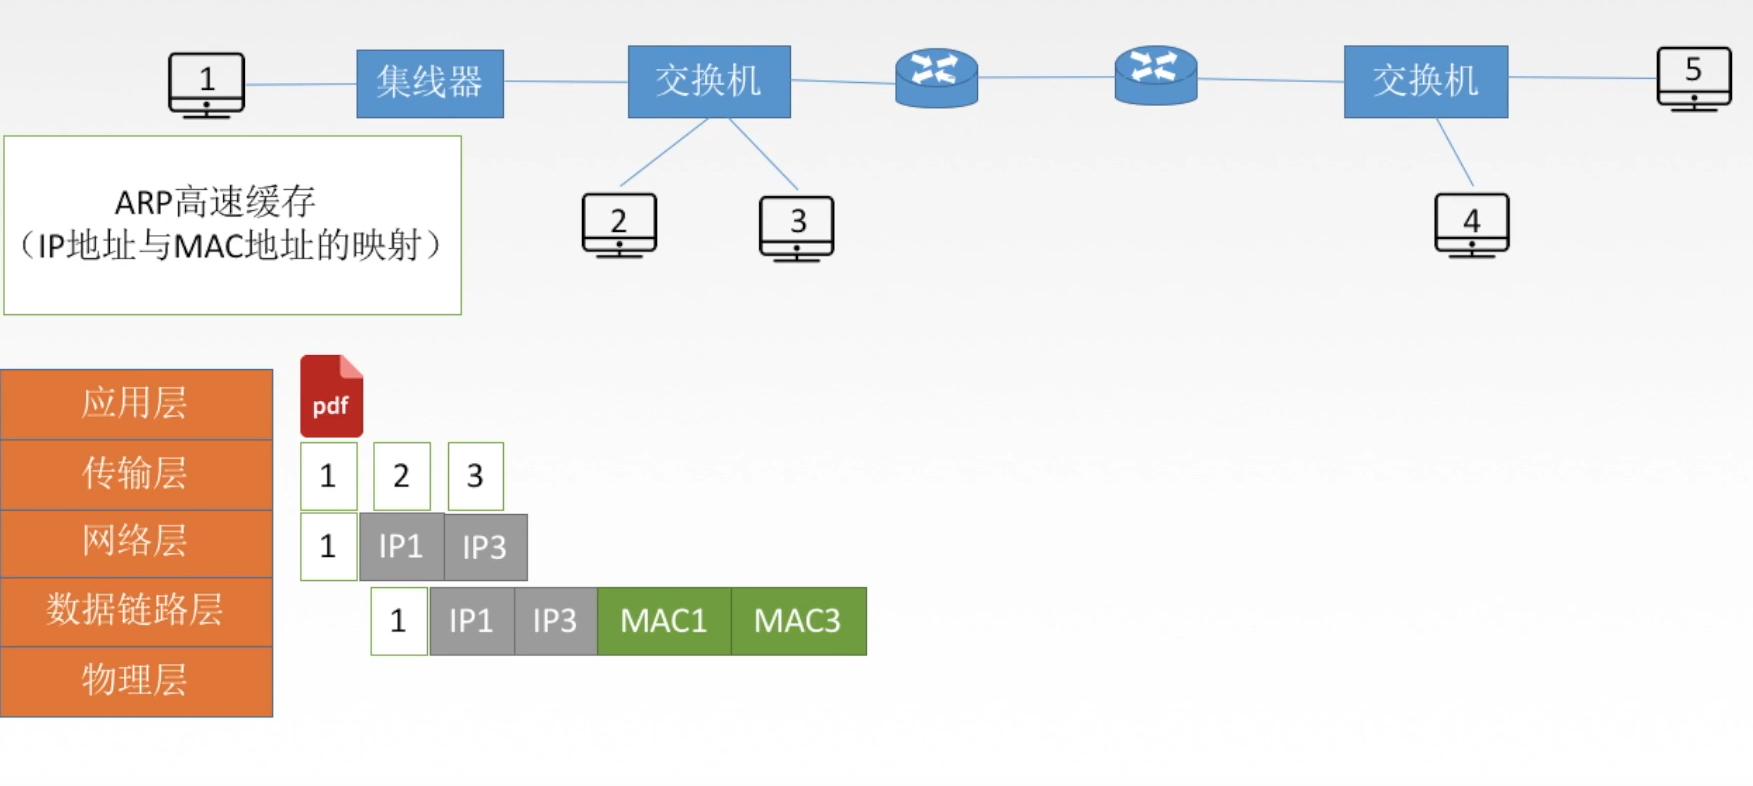 1
集线器
交换机
交换机
5
2
3
4
ARP高速缓存
（IP地址与MAC地址的映射）
应用层
pdf
传输层
1 2 3
网络层
1 IP1 IP3
数据链路层
1 IP1 IP3 MAC1 MAC3
物理层